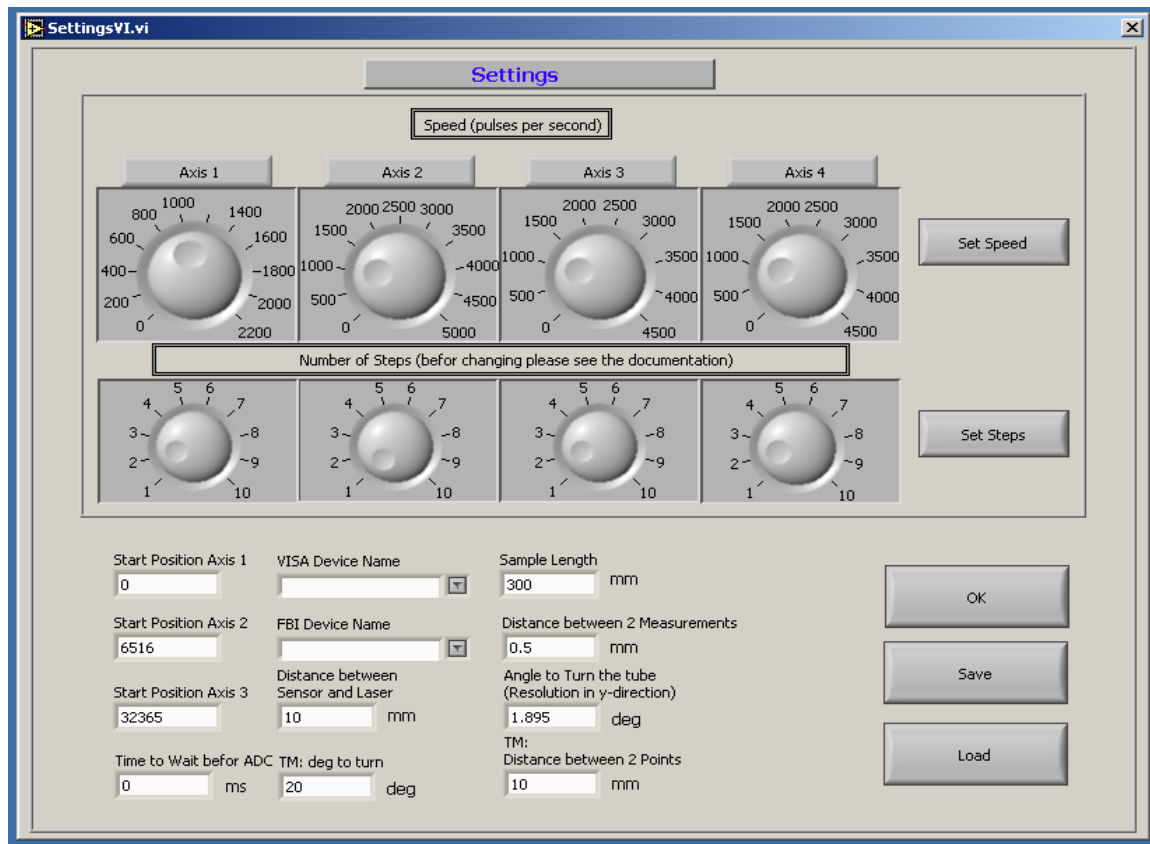 SettingsVI.vi
Settings
Speed (pulses per second)
Axis 1
Axis 2
Axis 3
Axis 4
0 200 400 600 800 1000 1400 1600 1800 2000 2200
0 500 1000 1500 2000 2500 3000 3500 4000 4500 5000
0 500 1000 1500 2000 2500 3000 3500 4000 4500
0 500 1000 1500 2000 2500 3000 3500 4000 4500
Set Speed
Number of Steps (befor changing please see the documentation)
1 2 3 4 5 6 7 8 9 10
1 2 3 4 5 6 7 8 9 10
1 2 3 4 5 6 7 8 9 10
1 2 3 4 5 6 7 8 9 10
Set Steps
Start Position Axis 1
0
VISA Device Name
Sample Length
300 mm
Start Position Axis 2
6516
FBI Device Name
Distance between 2 Measurements
0.5 mm
Start Position Axis 3
32365
Distance between
Sensor and Laser
10 mm
Angle to Turn the tube
(Resolution in y-direction)
1.895 deg
Time to Wait befor ADC
0 ms
TM: deg to turn
20 deg
TM:
Distance between 2 Points
10 mm
OK
Save
Load